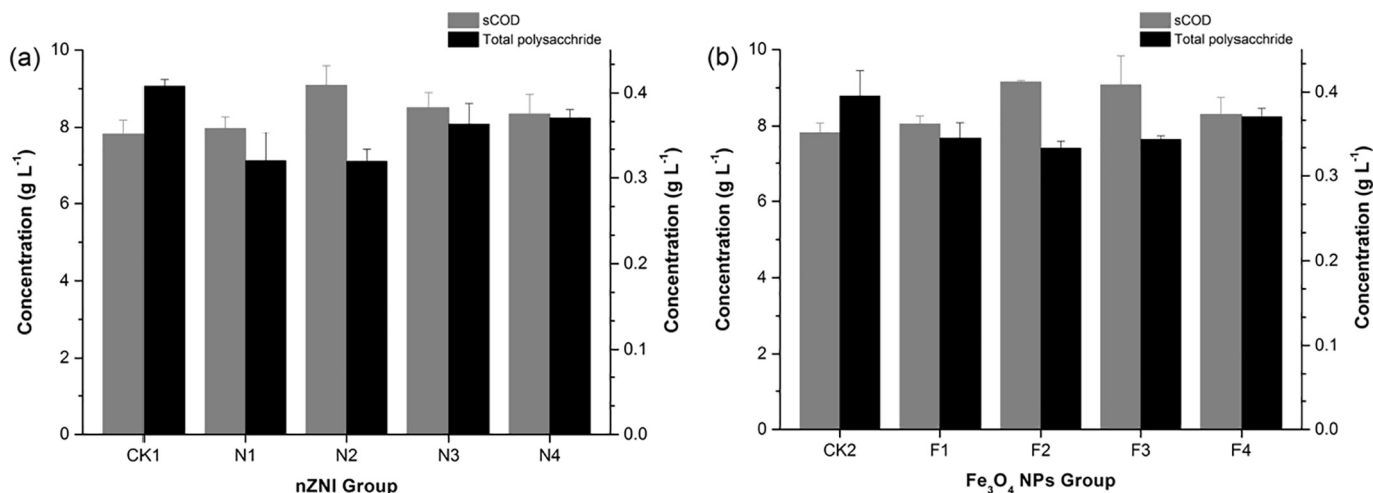 (a)
sCOD
Total polysacchride
Concentration (g L⁻¹)
10
8
6
4
2
0
0.4
0.3
0.2
0.1
0.0
Concentration (g L⁻¹)
CK1 N1 N2 N3 N4
nZNI Group
(b)
sCOD
Total polysacchride
Concentration (g L⁻¹)
10
8
6
4
2
0
0.4
0.3
0.2
0.1
0.0
Concentration (g L⁻¹)
CK2 F1 F2 F3 F4
Fe₃O₄ NPs Group